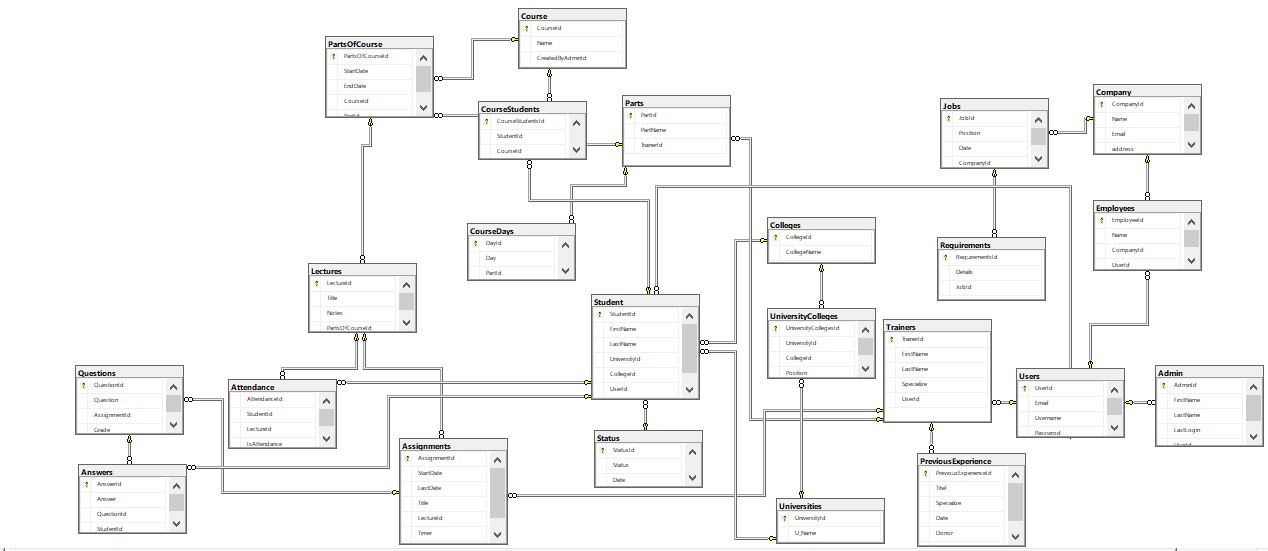 Course
CourseId
Name
CreatedByAdminId
PartsOfCourse
PartsOfCourseId
StartDate
EndDate
CourseId
PartId
CourseStudents
CourseStudentsId
StudentId
CourseId
Parts
PartId
PartName
TranerId
Jobs
JobId
Position
Date
CompanyId
Company
CompanyId
Name
Email
address
CourseDays
DayId
Day
PartId
Colleges
CollegeId
CollegeName
Requirements
RequirementsId
Details
JobId
Employees
EmployeeId
Name
CompanyId
UserId
Lectures
LectureId
Title
Notes
PartsOfCourseId
Student
StudentId
FirstName
LastName
UniversityId
CollegeId
UserId
UniversityColleges
UniversityCollegesId
UniversityId
CollegeId
Position
Trainers
TrainerId
FirstName
LastName
Specialize
UserId
Questions
QuestionId
Question
AssignmentId
Grade
Attendance
AttendanceId
StudentId
LectureId
IsAttendance
Users
UserId
Email
Username
Password
Admin
AdminId
FirstName
LastName
LastLogin
UserId
Assignments
AssignmentId
StartDate
LastDate
Title
LectureId
Timer
Status
StatusId
Status
Date
Answers
AnswerId
Answer
QuestionId
StudentId
PreviousExperience
PreviousExperienceId
Titel
Specialize
Date
Donor
Universities
UniversityId
U_Name